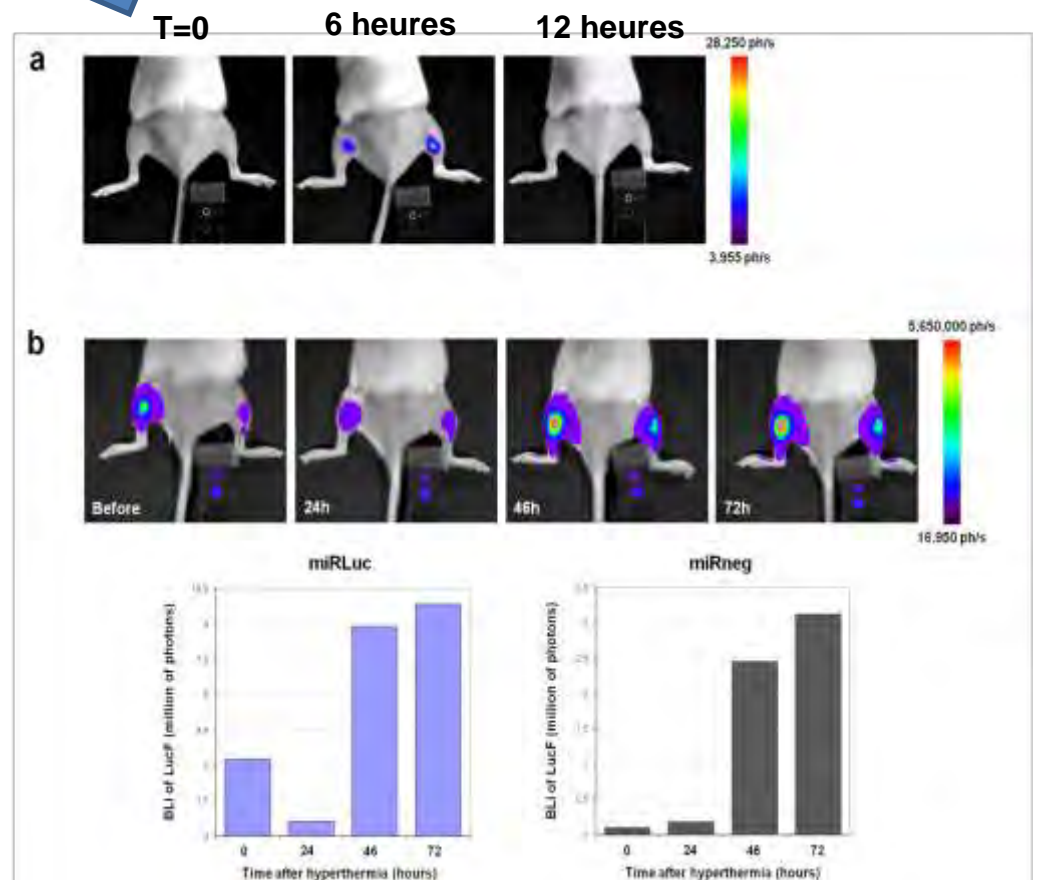 T=0
6 heures
12 heures
a
28,250 ph/s
3,955 ph/s
b
5,650,000 ph/s
Before
24h
46h
72h
16,950 ph/s
miRLuc
miRneg
BLI of LucF (million of photons)
0
24
46
72
Time after hyperthermia (hours)
BLI of LucF (million of photons)
0
24
46
72
Time after hyperthermia (hours)